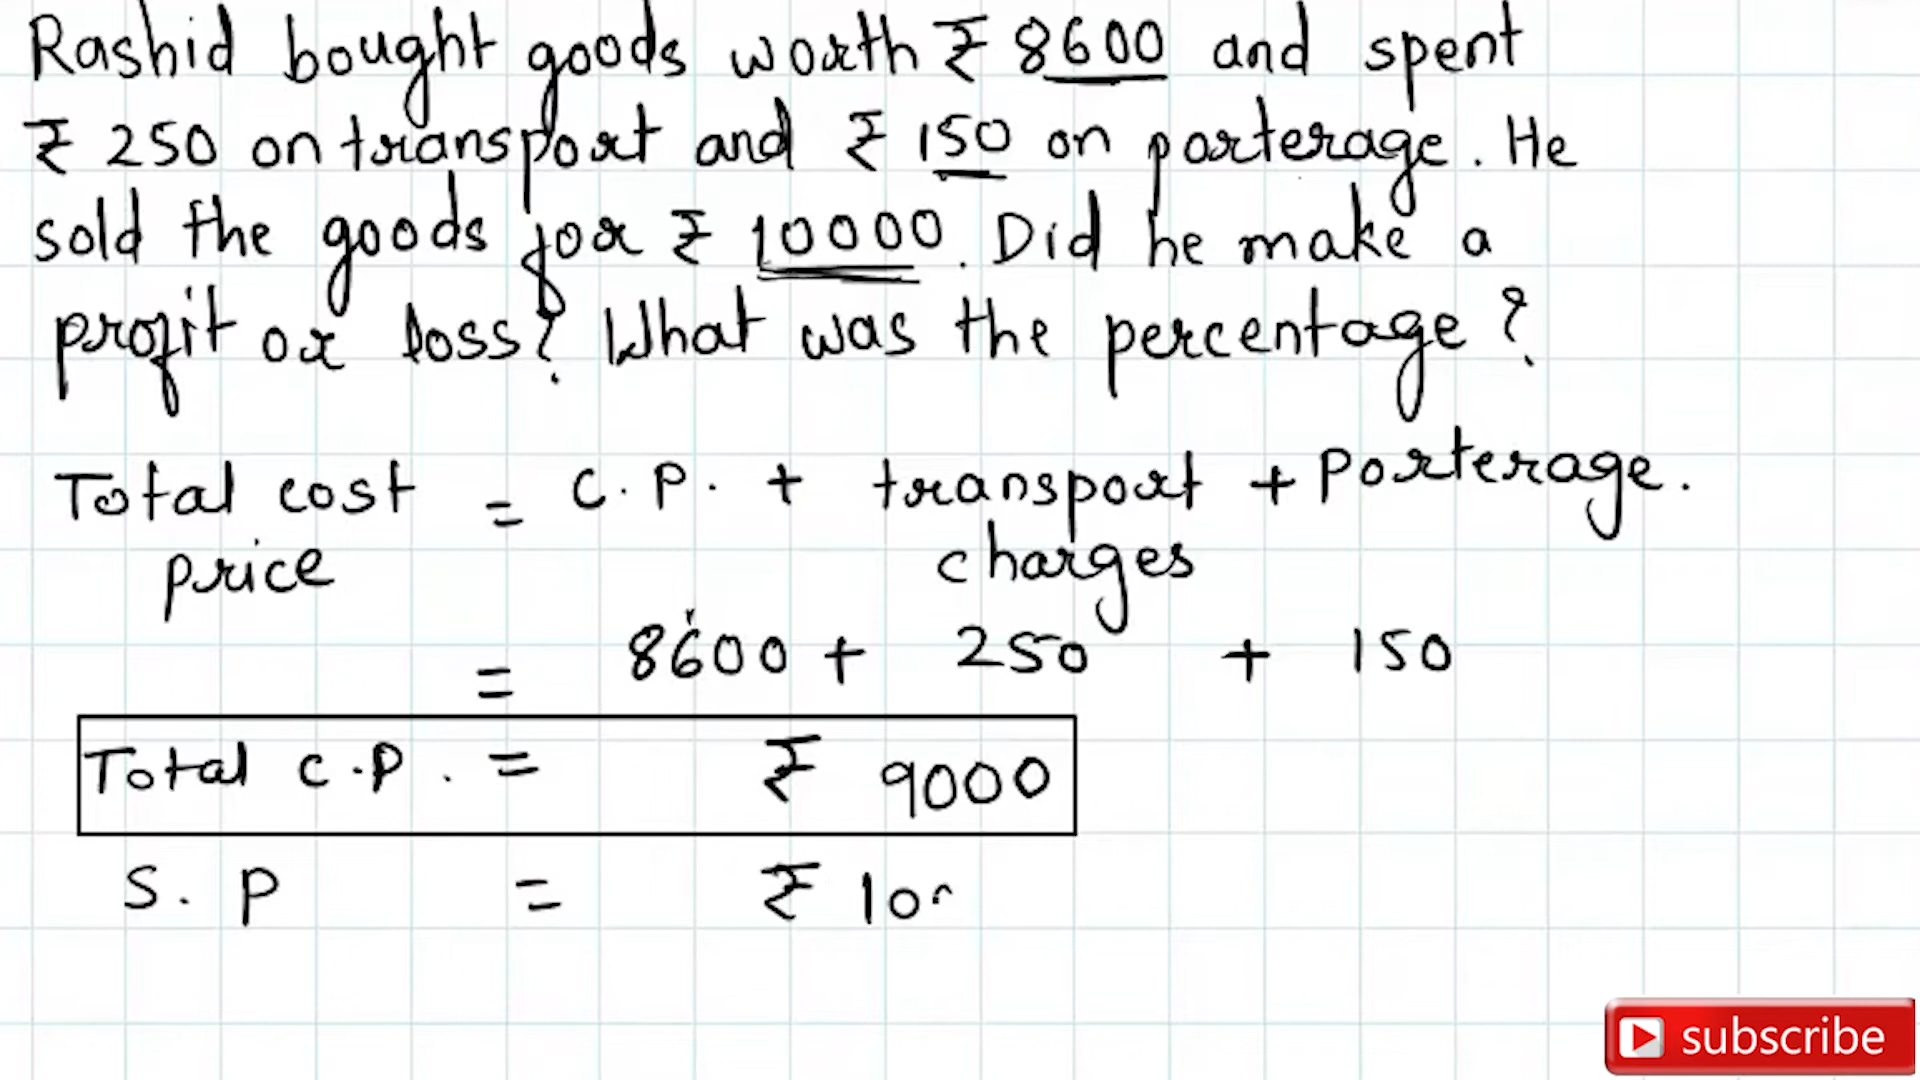 Rashid bought goods worth ₹ 8600 and spent
₹ 250 on transport and ₹ 150 on porterage. He
sold the goods for ₹ 10000. Did he make a
profit or loss? What was the percentage?
Total cost price = C.P. + transport charges + Porterage.
= 8600 + 250 + 150
Total C.P. = ₹ 9000
S. P = ₹ 10
subscribe